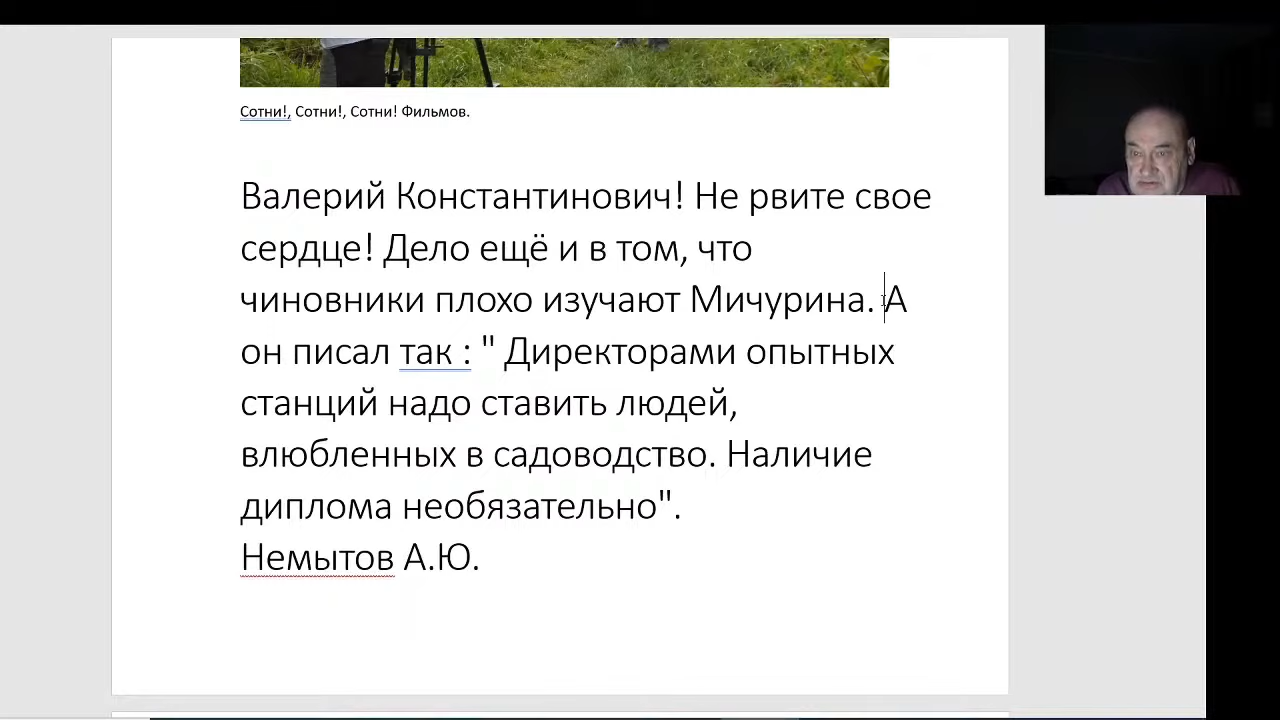 Сотни!, Сотни!, Сотни! Фильмов.
Валерий Константинович! Не рвите свое
сердце! Дело ещё и в том, что
чиновники плохо изучают Мичурина. А
он писал так : " Директорами опытных
станций надо ставить людей,
влюбленных в садоводство. Наличие
диплома необязательно".
Немытов А.Ю.